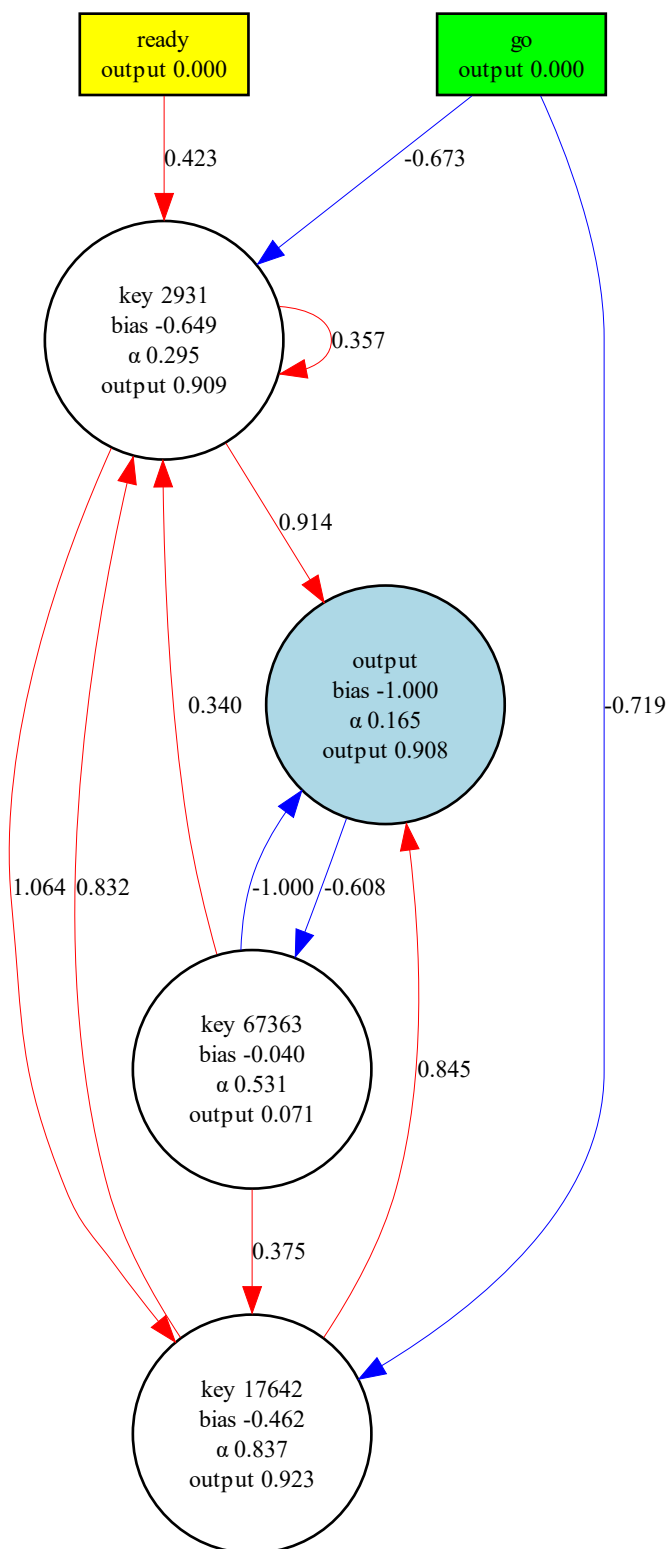 ready
output 0.000
go
output 0.000
0.423
-0.673
key 2931
bias -0.649
α 0.295
output 0.909
0.357
0.914
output
bias -1.000
α 0.165
output 0.908
0.340
-0.719
1.064
0.832
-1.000
-0.608
key 67363
bias -0.040
α 0.531
output 0.071
0.845
0.375
key 17642
bias -0.462
α 0.837
output 0.923